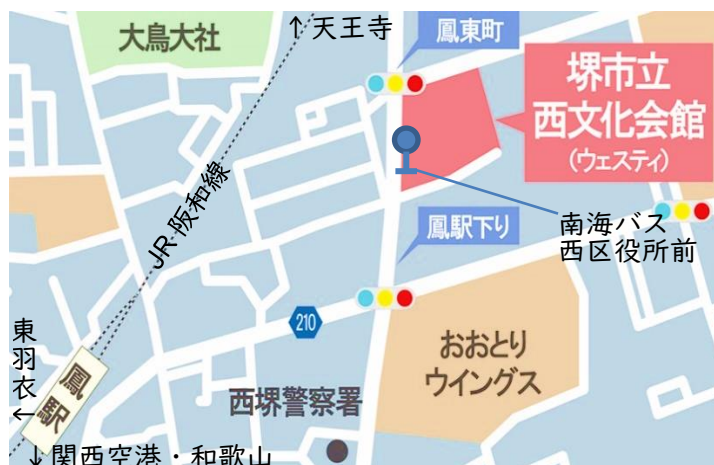 大鳥大社
↑天王寺
鳳東町
堺市立
西文化会館
(ウェスティ)
JR阪和線
鳳駅下り
南海バス
西区役所前
210
東羽衣
←
鳳駅
おおとり
ウイングス
西堺警察署
↓関西空港・和歌山